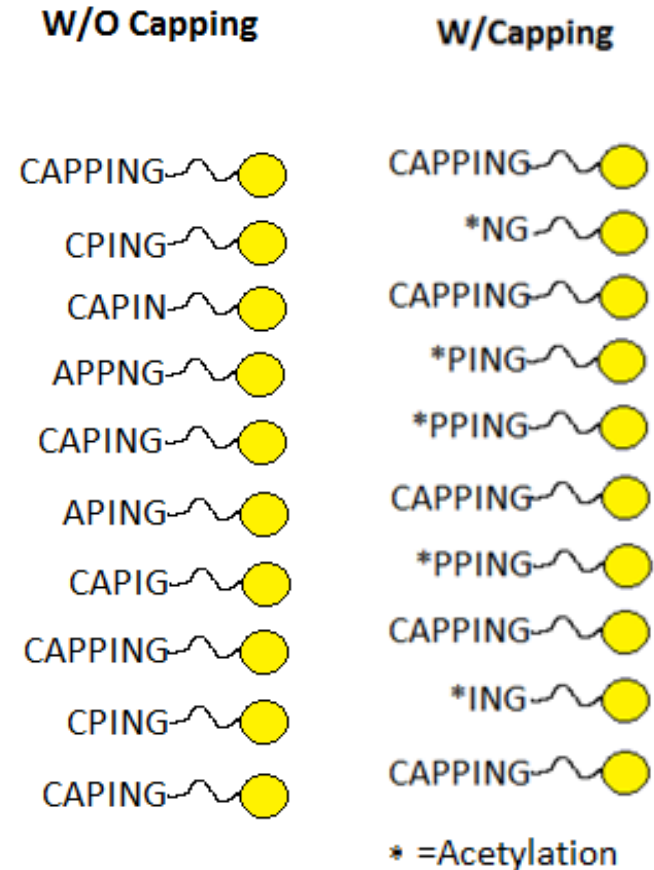 W/O Capping
CAPPING
CPING
CAPIN
APPNG
CAPING
APING
CAPIG
CAPPING
CPING
CAPING
W/Capping
CAPPING
*NG
CAPPING
*PING
*PPING
CAPPING
*PPING
CAPPING
*ING
CAPPING
* =Acetylation